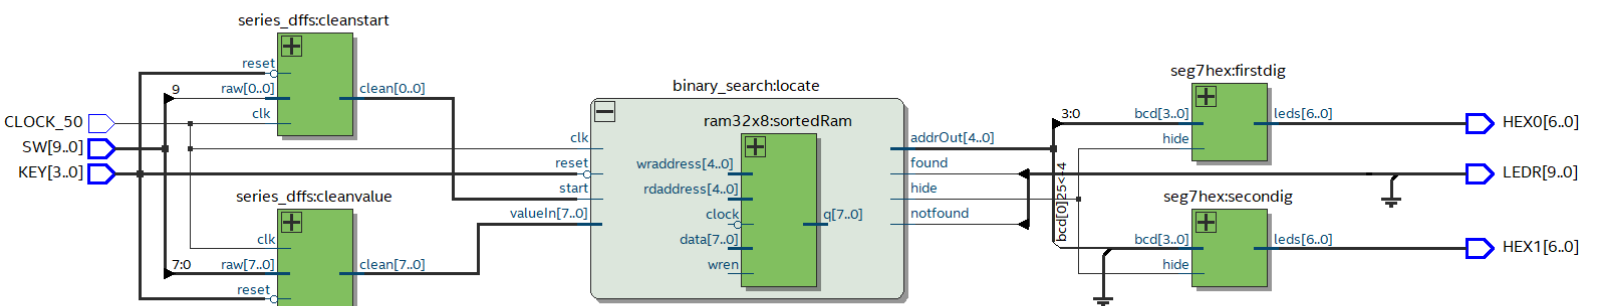 series_dffs:cleanstart
reset
9
raw[0..0]
clean[0..0]
clk
CLOCK_50
SW[9..0]
KEY[3..0]
series_dffs:cleanvalue
clk
7:0
raw[7..0]
clean[7..0]
reset
binary_search:locate
clk
reset
start
valueIn[7..0]
ram32x8:sortedRam
wraddress[4..0]
rdaddress[4..0]
clock
data[7..0]
wren
q[7..0]
addrOut[4..0]
found
hide
notfound
3:0
bcd[0]25<-4
seg7hex:firstdig
bcd[3..0]
leds[6..0]
hide
seg7hex:secondig
bcd[3..0]
leds[6..0]
hide
HEX0[6..0]
LEDR[9..0]
HEX1[6..0]